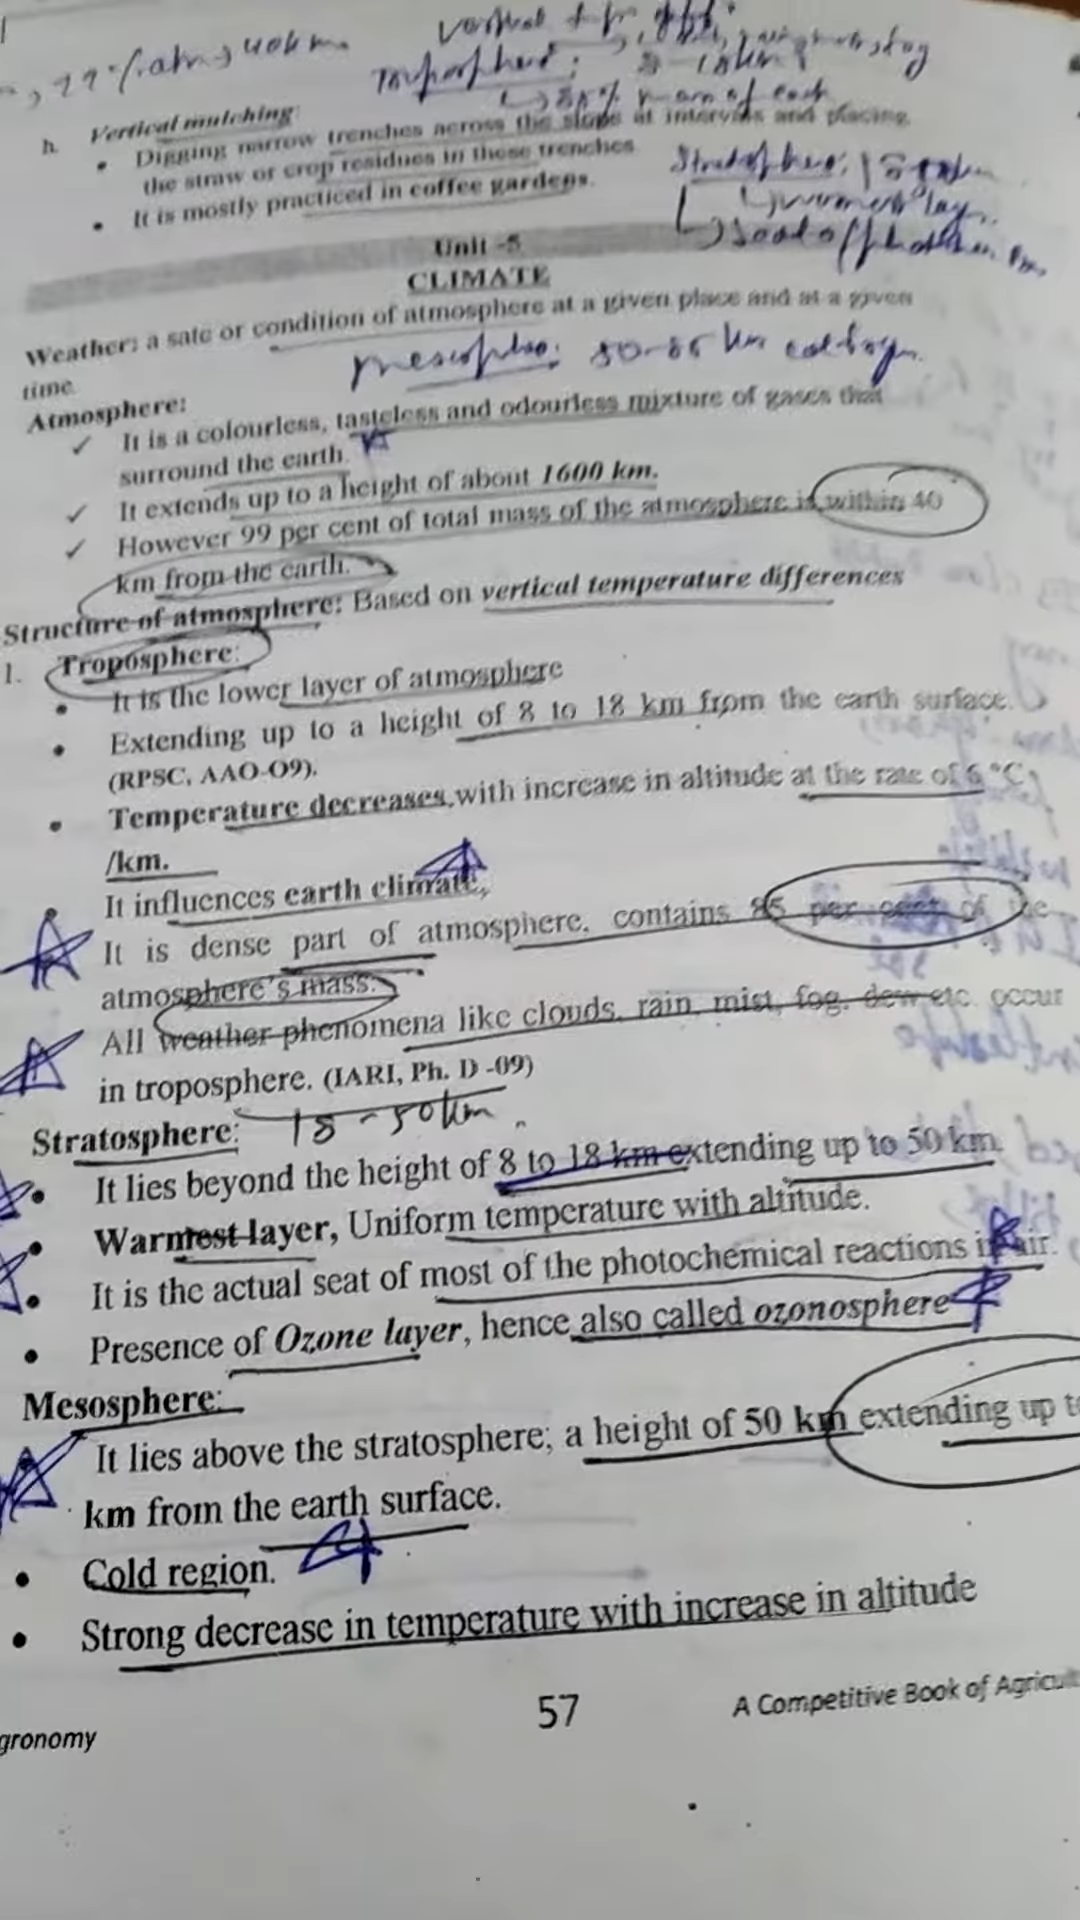 40km
h. Vertical mulching:
• Digging narrow trenches across the slope at intervals and placing
the straw or crop residues in these trenches
• It is mostly practiced in coffee gardens.
Unit -5
CLIMATE
Weather: a sate or condition of atmosphere at a given place and at a given
time.
Atmosphere:
✓ It is a colourless, tasteless and odourless mixture of gases that
surround the earth.
✓ It extends up to a height of about 1600 km.
✓ However 99 per cent of total mass of the atmosphere is within 40
km from the earth.
Structure of atmosphere: Based on vertical temperature differences
1. Troposphere:
• It is the lower layer of atmosphere
• Extending up to a height of 8 to 18 km from the earth surface.
(RPSC, AAO-09).
• Temperature decreases with increase in altitude at the rate of 6 °C
/km.
It influences earth climate,
It is dense part of atmosphere, contains 85 per cent of the
atmosphere's mass.
All weather phenomena like clouds, rain, mist, fog, dew etc. occur
in troposphere. (IARI, Ph. D -09)
Stratosphere: 18-50km
• It lies beyond the height of 8 to 18 km extending up to 50 km
• Warmest layer, Uniform temperature with altitude.
• It is the actual seat of most of the photochemical reactions in air.
• Presence of Ozone layer, hence also called ozonosphere
Mesosphere:
• It lies above the stratosphere; a height of 50 km extending up to
km from the earth surface.
• Cold region.
• Strong decrease in temperature with increase in altitude
57
A Competitive Book of Agricult
gronomy